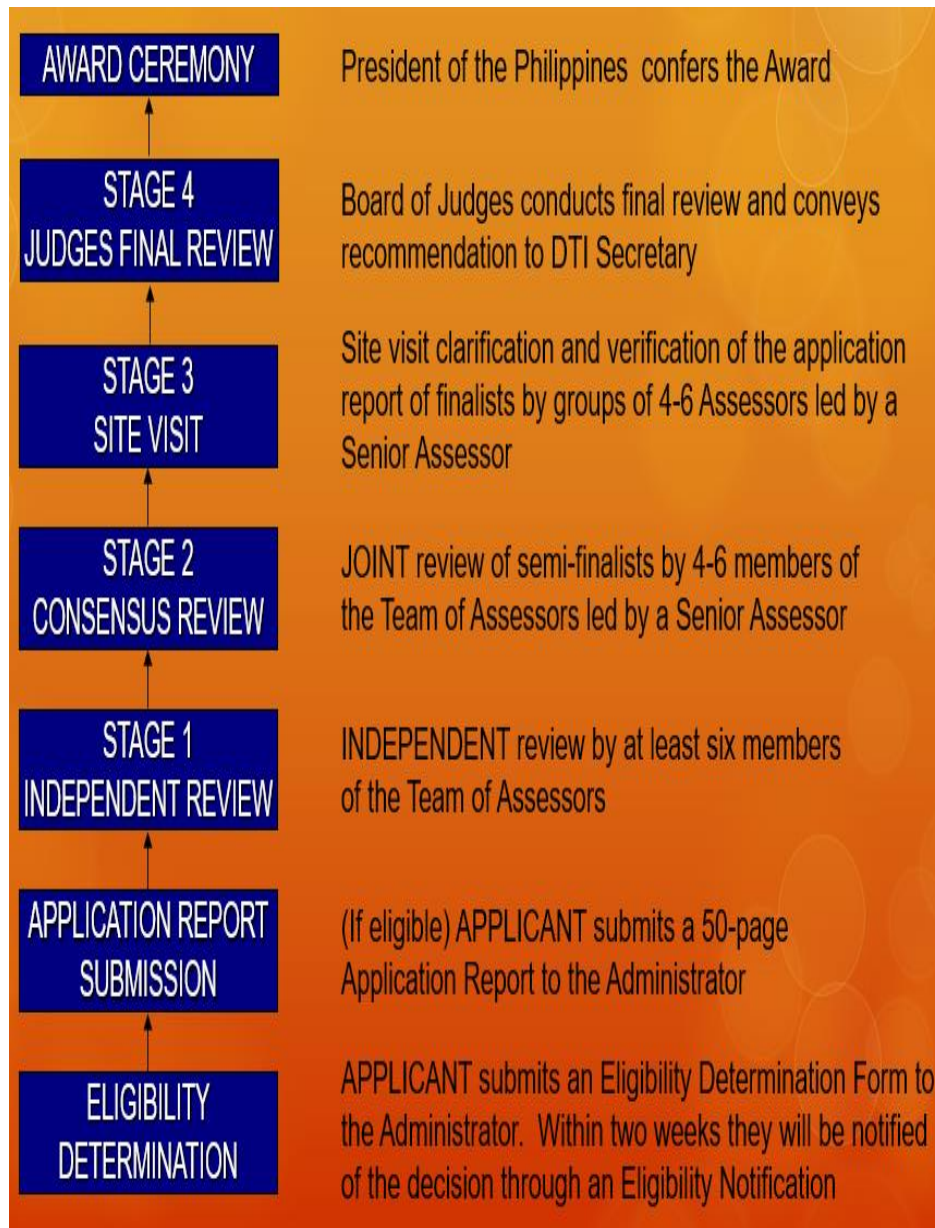 AWARD CEREMONY
President of the Philippines confers the Award
STAGE 4
JUDGES FINAL REVIEW
Board of Judges conducts final review and conveys
recommendation to DTI Secretary
STAGE 3
SITE VISIT
Site visit clarification and verification of the application
report of finalists by groups of 4-6 Assessors led by a
Senior Assessor
STAGE 2
CONSENSUS REVIEW
JOINT review of semi-finalists by 4-6 members of
the Team of Assessors led by a Senior Assessor
STAGE 1
INDEPENDENT REVIEW
INDEPENDENT review by at least six members
of the Team of Assessors
APPLICATION REPORT
SUBMISSION
(If eligible) APPLICANT submits a 50-page
Application Report to the Administrator
ELIGIBILITY
DETERMINATION
APPLICANT submits an Eligibility Determination Form to
the Administrator. Within two weeks they will be notified
of the decision through an Eligibility Notification